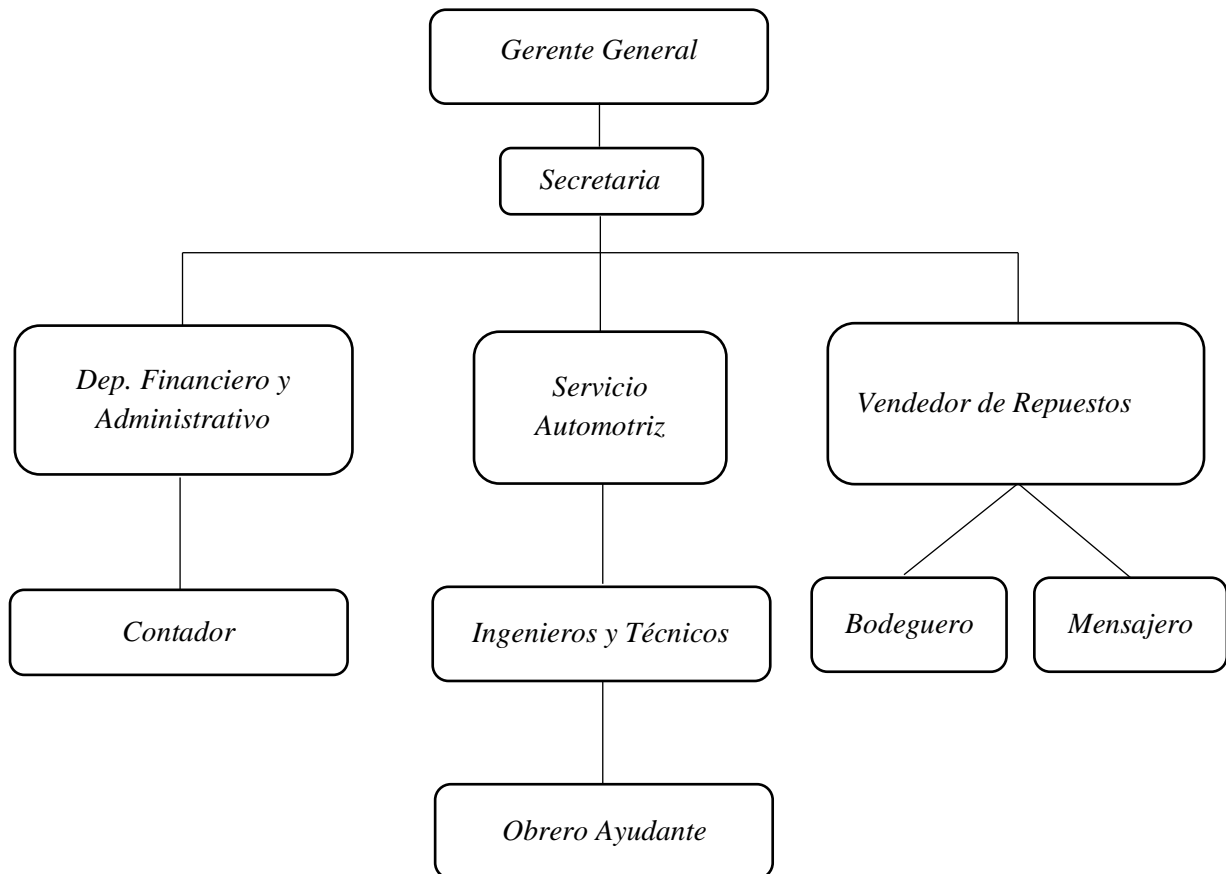 Gerente General
Secretaria
Dep. Financiero y
Administrativo
Servicio
Automotriz
Vendedor de Repuestos
Contador
Ingenieros y Técnicos
Bodeguero
Mensajero
Obrero Ayudante